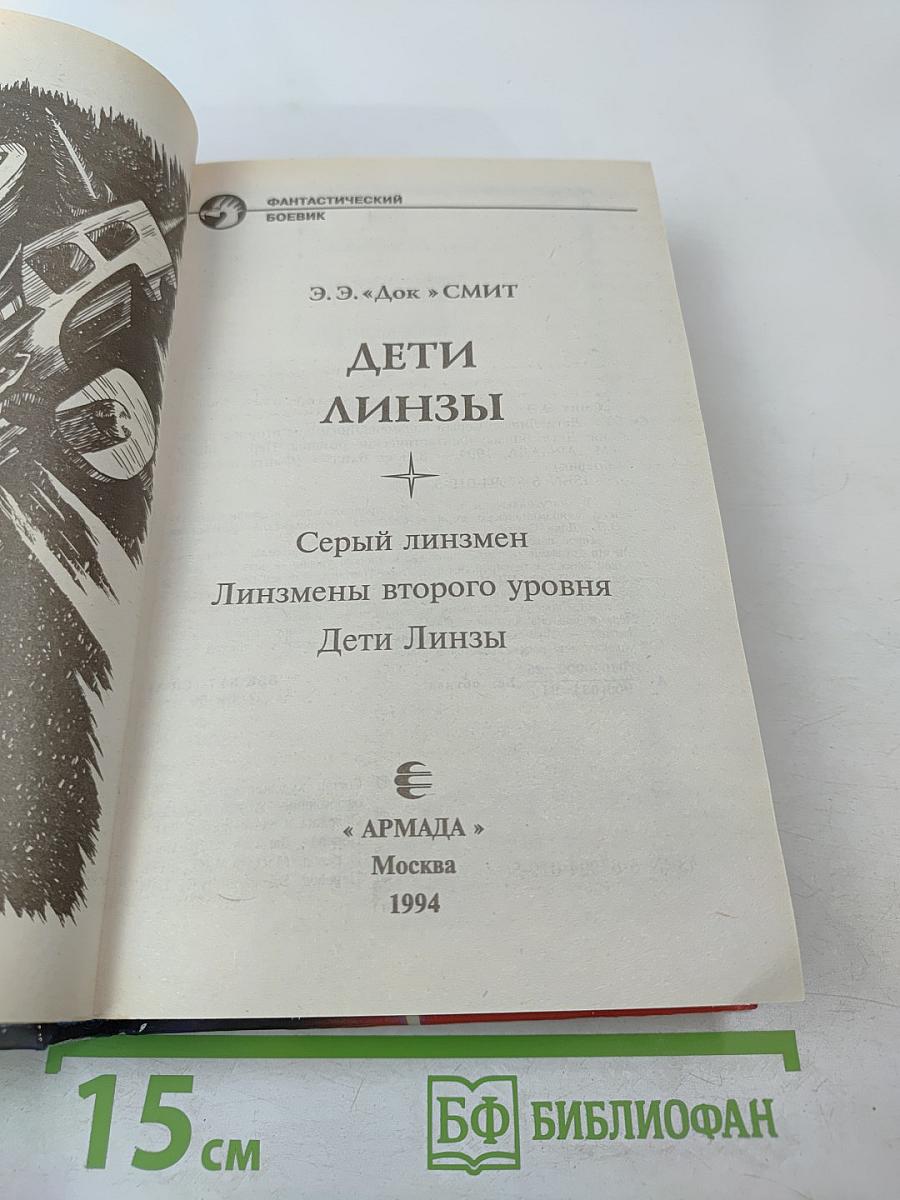 ФАНТАСТИЧЕСКИЙ
БОЕВИК
Э. Э. «Док » СМИТ
ДЕТИ
ЛИНЗЫ
Серый линзмен
Линзмены второго уровня
Дети Линзы
« АРМАДА »
Москва
1994
15 см
БФ БИБЛИОФАН